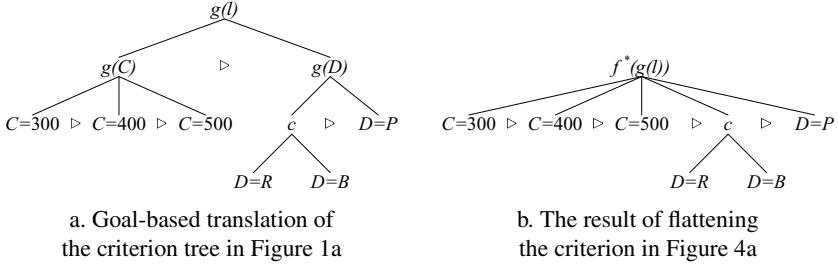 g(l)
g(C) ▷ g(D)
C=300 ▷ C=400 ▷ C=500 c ▷ D=P
D=R D=B
a. Goal-based translation of
the criterion tree in Figure 1a
f*(g(l))
C=300 ▷ C=400 ▷ C=500 ▷ c ▷ D=P
D=R D=B
b. The result of flattening
the criterion in Figure 4a